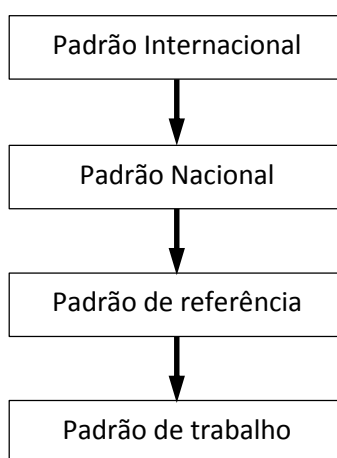 Padrão Internacional
Padrão Nacional
Padrão de referência
Padrão de trabalho